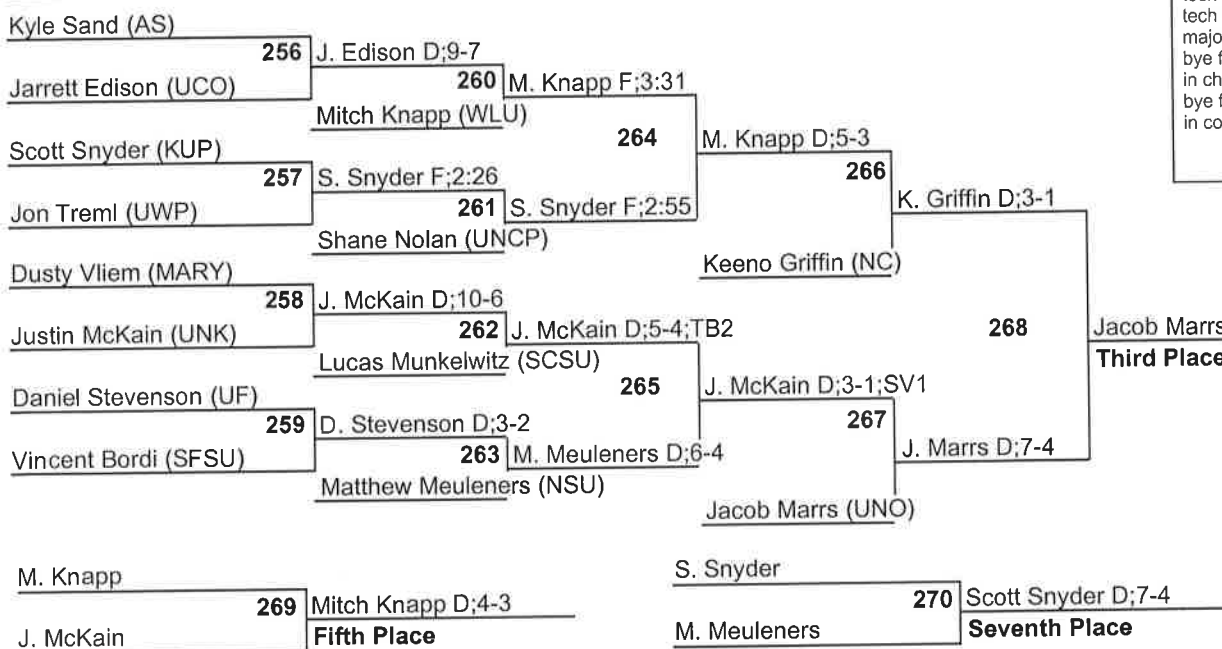 Kyle Sand (AS)
256
J. Edison D;9-7
Jarrett Edison (UCO)
260
M. Knapp F;3:31
Mitch Knapp (WLU)
264
M. Knapp D;5-3
Scott Snyder (KUP)
257
S. Snyder F;2:26
266
Jon Treml (UWP)
261
S. Snyder F;2:55
K. Griffin D;3-1
Shane Nolan (UNCP)
Keeno Griffin (NC)
Dusty Vliem (MARY)
258
J. McKain D;10-6
Justin McKain (UNK)
262
J. McKain D;5-4;TB2
268
Jacob Marrs
Lucas Munkelwitz (SCSU)
Third Place
265
J. McKain D;3-1;SV1
Daniel Stevenson (UF)
259
D. Stevenson D;3-2
267
Vincent Bordi (SFSU)
263
M. Meuleners D;6-4
J. Marrs D;7-4
Matthew Meuleners (NSU)
Jacob Marrs (UNO)
M. Knapp
269
Mitch Knapp D;4-3
J. McKain
Fifth Place
S. Snyder
270
Scott Snyder D;7-4
M. Meuleners
Seventh Place
tech
majo
bye f
in ch
bye f
in co